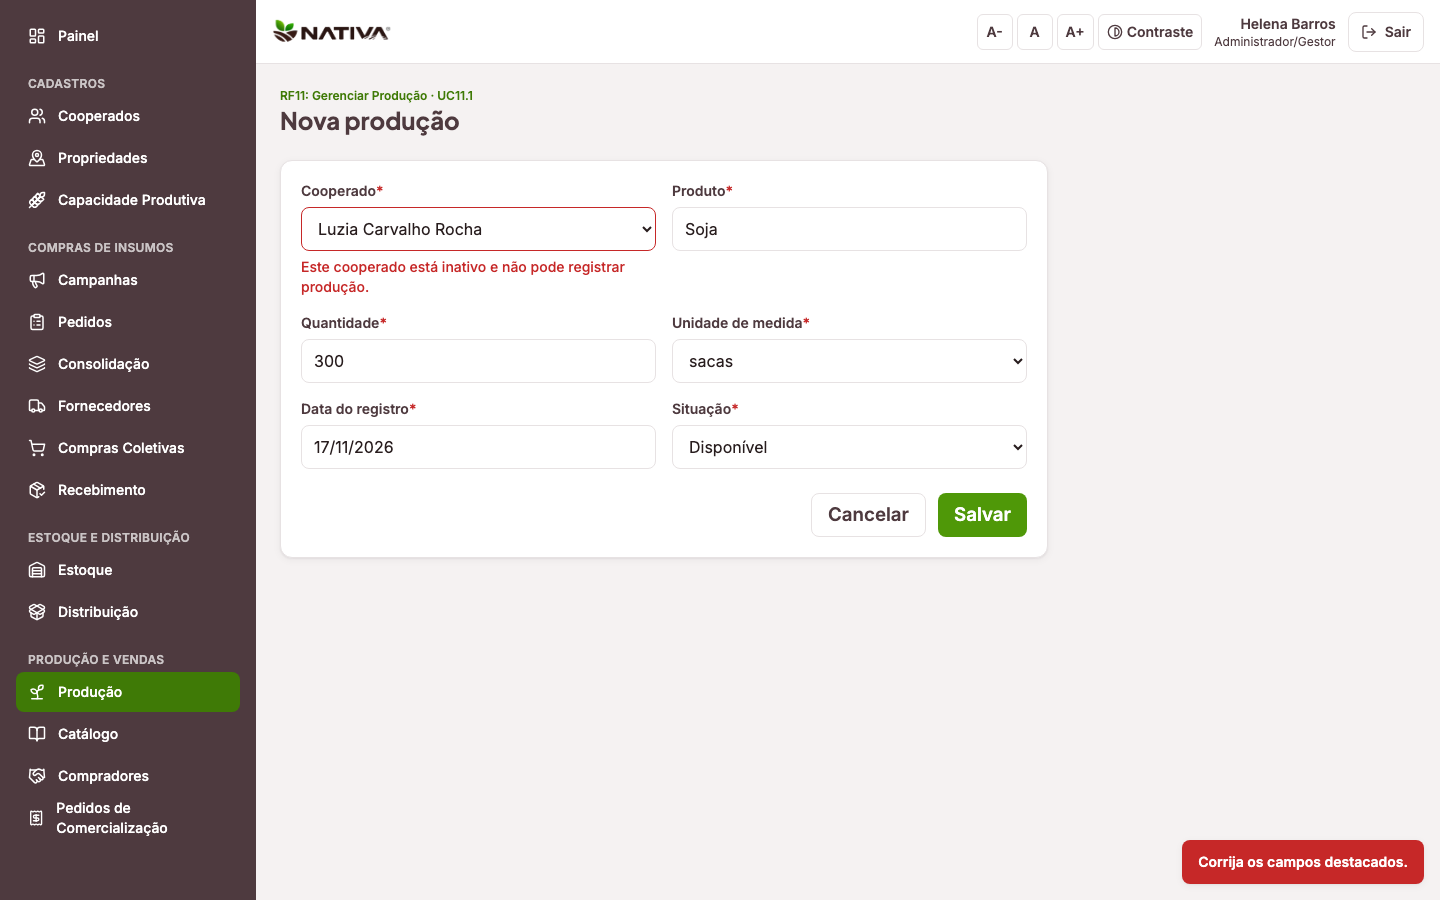 Painel
CADASTROS
Cooperados
Propriedades
Capacidade Produtiva
COMPRAS DE INSUMOS
Campanhas
Pedidos
Consolidação
Fornecedores
Compras Coletivas
Recebimento
ESTOQUE E DISTRIBUIÇÃO
Estoque
Distribuição
PRODUÇÃO E VENDAS
Produção
Catálogo
Compradores
Pedidos de
Comercialização
NATIVA
A-
A
A+
Contraste
Helena Barros
Administrador/Gestor
Sair
RF11: Gerenciar Produção · UC11.1
Nova produção
Cooperado*
Produto*
Luzia Carvalho Rocha
Soja
Este cooperado está inativo e não pode registrar
produção.
Quantidade*
Unidade de medida*
300
sacas
Data do registro*
Situação*
17/11/2026
Disponível
Cancelar
Salvar
Corrija os campos destacados.